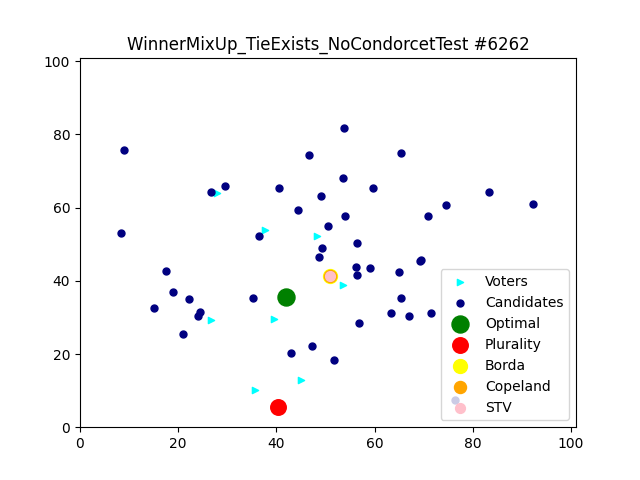 WinnerMixUp_TieExists_NoCondorcetTest #6262
100
80
60
40
20
0
Voters
Candidates
Optimal
Plurality
Borda
Copeland
STV
0 20 40 60 80 100